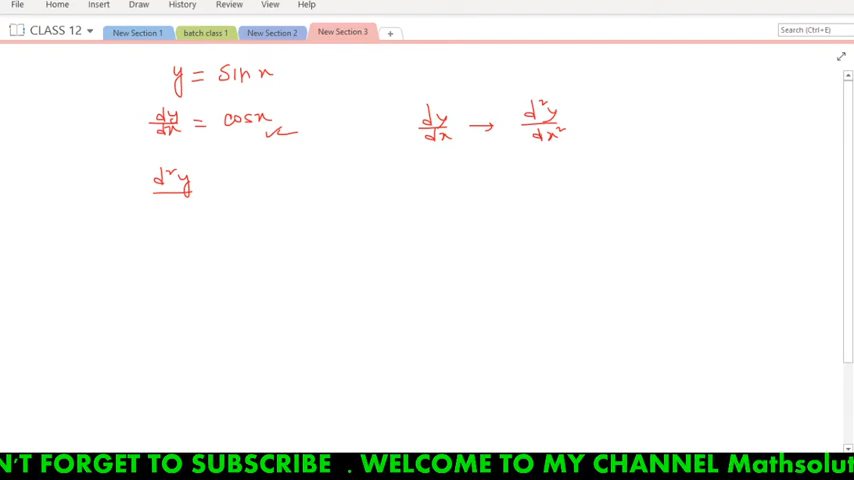 File Home Insert Draw History Review View Help
CLASS 12 New Section 1 batch class 1 New Section 2 New Section 3 + Search (Ctrl+E)
y = sin x
dy/dx = cosx
dy/dx → d²y/dx²
d²y
N'T FORGET TO SUBSCRIBE . WELCOME TO MY CHANNEL Mathsolut